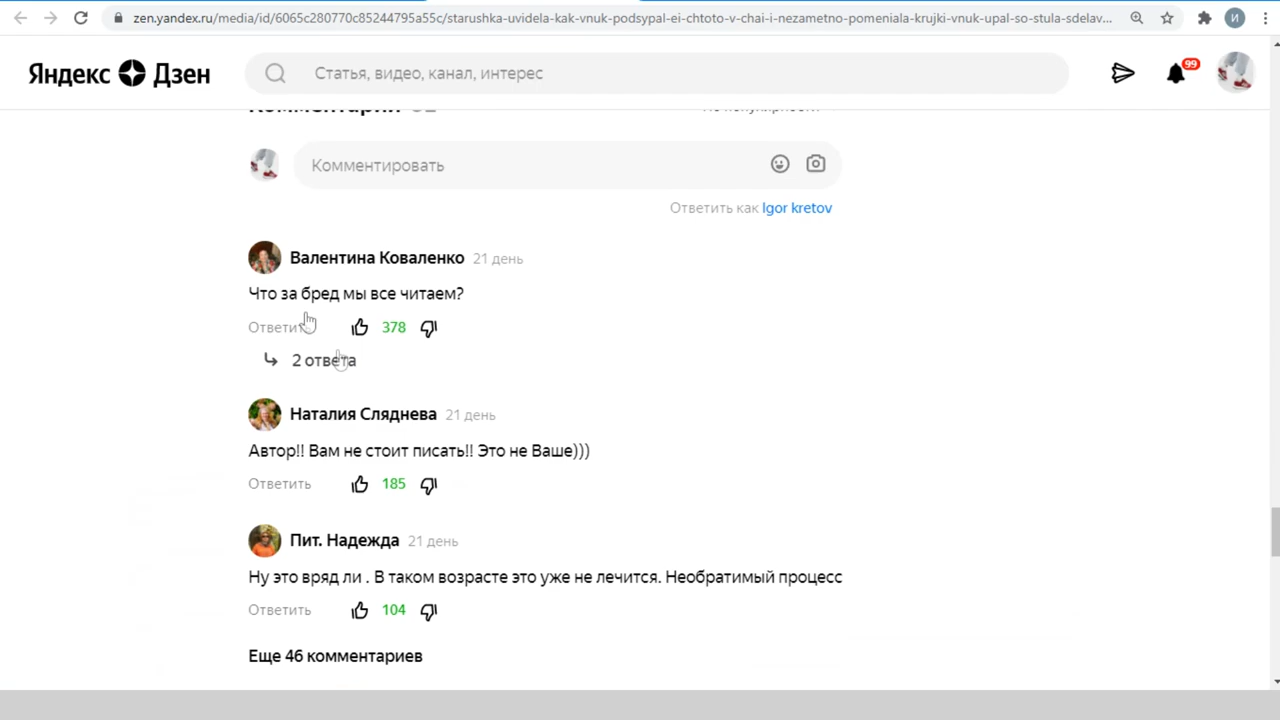 zen.yandex.ru/media/id/6065c280770c85244795a55c/starushka-uvidela-kak-vnuk-podsypal-ei-chtoto-v-chai-i-nezametno-pomeniala-krujki-vnuk-upal-so-stula-sdelav...
И
Яндекс Дзен
Статья, видео, канал, интерес
99
Комментировать
Ответить как Igor kretov
Валентина Коваленко 21 день
Что за бред мы все читаем?
Ответить 378
2 ответа
Наталия Сляднева 21 день
Автор!! Вам не стоит писать!! Это не Ваше)))
Ответить 185
Пит. Надежда 21 день
Ну это вряд ли . В таком возрасте это уже не лечится. Необратимый процесс
Ответить 104
Еще 46 комментариев